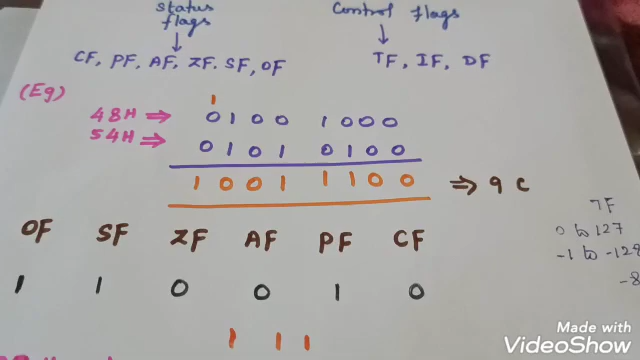 Status flags
Control flags
CF, PF, AF, ZF. SF, OF
TF, IF, DF
(Eg)
1
48H ⇒ 0100 1000
54H ⇒ 0101 0100
1001 1100 ⇒ 9 C
7F
0 to 127
-1 to -128
-8
OF SF ZF AF PF CF
1 1 0 0 1 0
1 1 1
Made with
VideoShow